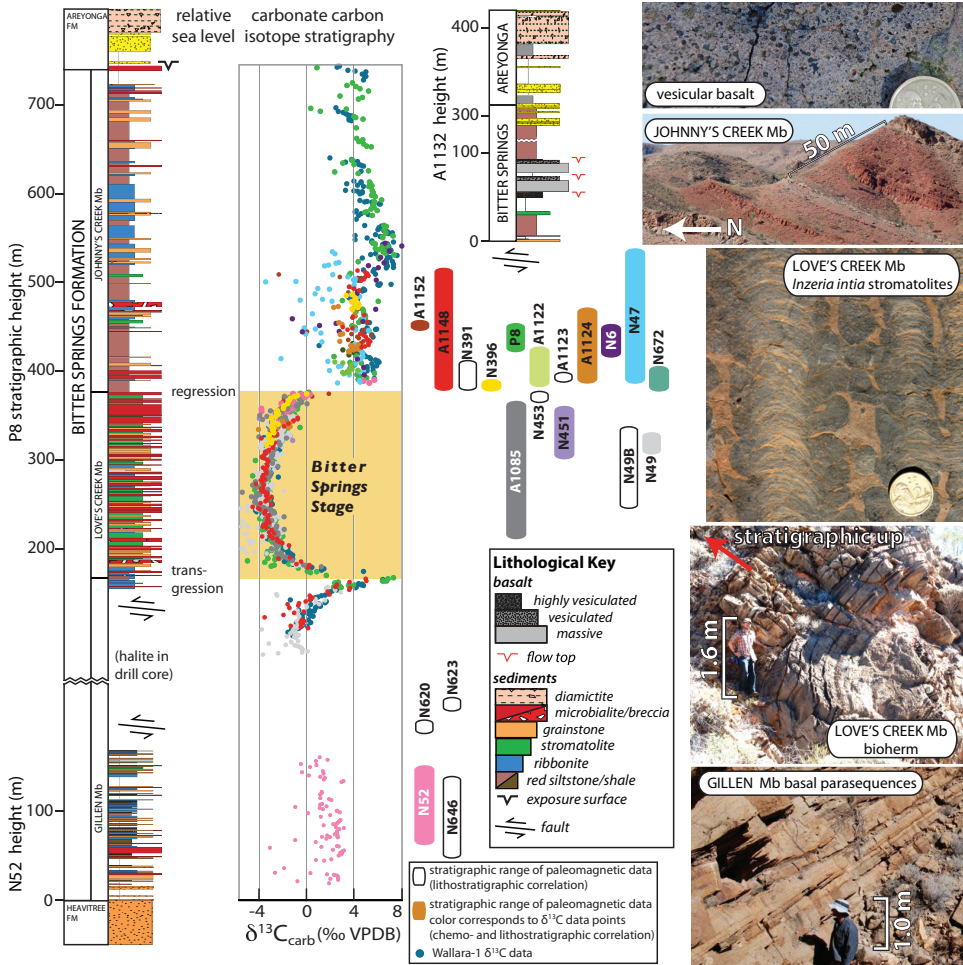 AREYONGA
FM
relative
sea level
carbonate carbon
isotope stratigraphy
P8 stratigraphic height (m)
700
600
500
400
300
200
BITTER SPRINGS FORMATION
JOHNNY'S CREEK Mb
LOVE'S CREEK Mb
regression
trans-
gression
Bitter
Springs
Stage
(halite in
drill core)
N52 height (m)
100
0
GILLEN Mb
HEAVITREE
FM
-4
0
4
8
δ¹³Ccarb (‰ VPDB)
A1132 height (m)
400
300
100
0
AREYONGA
BITTER SPRINGS
A1152
A1148
N391
N396
P8
A1122
A1123
A1124
N6
N47
N672
A1085
N453
N451
N49B
N49
N620
N623
N52
N646
Lithological Key
basalt
highly vesiculated
vesiculated
massive
flow top
sediments
diamictite
microbialite/breccia
grainstone
stromatolite
ribbonite
red siltstone/shale
exposure surface
fault
stratigraphic range of paleomagnetic data
(lithostratigraphic correlation)
stratigraphic range of paleomagnetic data
color corresponds to δ¹³C data points
(chemo- and lithostratigraphic correlation)
Wallara-1 δ¹³C data
vesicular basalt
JOHNNY'S CREEK Mb
50 m
N
LOVE'S CREEK Mb
Inzeria intia stromatolites
stratigraphic up
1.6 m
LOVE'S CREEK Mb
bioherm
GILLEN Mb basal parasequences
1.0 m